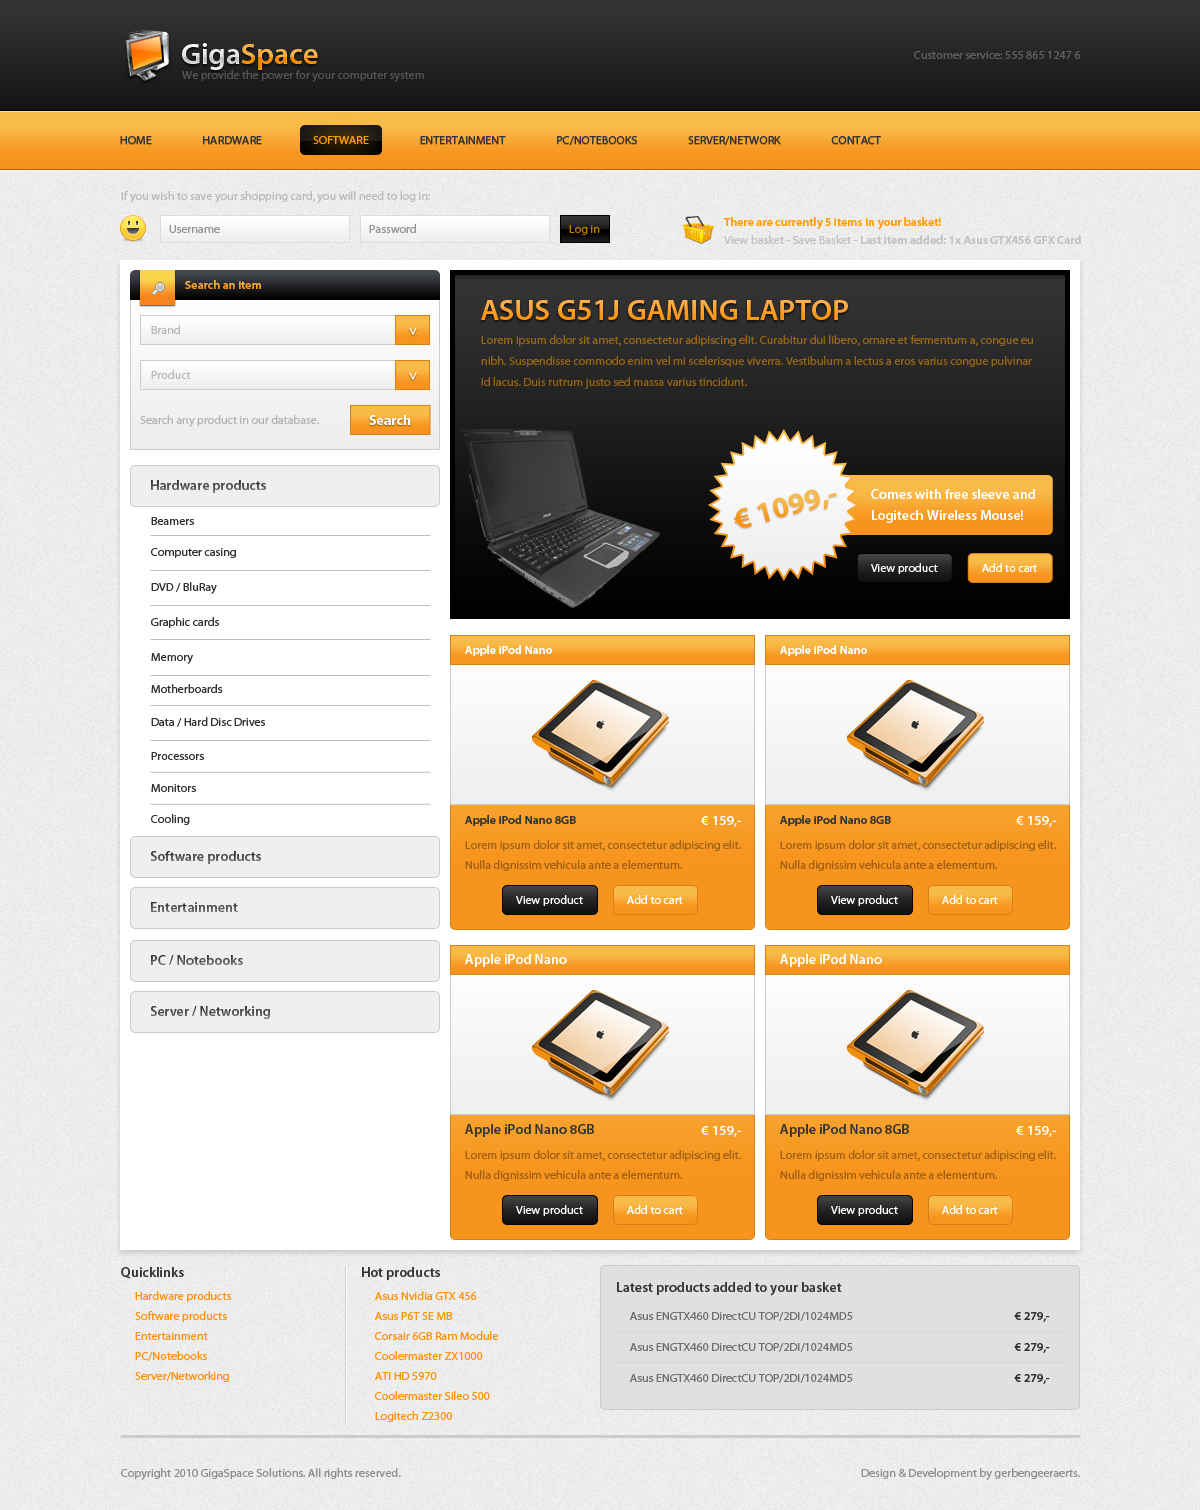 GigaSpace
We provide the power for your computer system
Customer service: 555 865 1247 6
HOME HARDWARE SOFTWARE ENTERTAINMENT PC/NOTEBOOKS SERVER/NETWORK CONTACT
If you wish to save your shopping card, you will need to log in:
Username Password Log in
There are currently 5 items in your basket!
View basket - Save Basket - Last item added: 1x Asus GTX456 GFX Card
Search an item
Brand V
Product V
Search any product in our database. Search
Hardware products
Beamers
Computer casing
DVD / BluRay
Graphic cards
Memory
Motherboards
Data / Hard Disc Drives
Processors
Monitors
Cooling
Software products
Entertainment
PC / Notebooks
Server / Networking
ASUS G51J GAMING LAPTOP
Lorem ipsum dolor sit amet, consectetur adipiscing elit. Curabitur dui libero, ornare et fermentum a, congue eu
nibh. Suspendisse commodo enim vel mi scelerisque viverra. Vestibulum a lectus a eros varius congue pulvinar
id lacus. Duis rutrum justo sed massa varius tincidunt.
€ 1099,-
Comes with free sleeve and
Logitech Wireless Mouse!
View product Add to cart
Apple iPod Nano
Apple iPod Nano 8GB € 159,-
Lorem ipsum dolor sit amet, consectetur adipiscing elit.
Nulla dignissim vehicula ante a elementum.
View product Add to cart
Apple iPod Nano
Apple iPod Nano 8GB € 159,-
Lorem ipsum dolor sit amet, consectetur adipiscing elit.
Nulla dignissim vehicula ante a elementum.
View product Add to cart
Apple iPod Nano
Apple iPod Nano 8GB € 159,-
Lorem ipsum dolor sit amet, consectetur adipiscing elit.
Nulla dignissim vehicula ante a elementum.
View product Add to cart
Apple iPod Nano
Apple iPod Nano 8GB € 159,-
Lorem ipsum dolor sit amet, consectetur adipiscing elit.
Nulla dignissim vehicula ante a elementum.
View product Add to cart
Quicklinks
Hardware products
Software products
Entertainment
PC/Notebooks
Server/Networking
Hot products
Asus Nvidia GTX 456
Asus P6T SE MB
Corsair 6GB Ram Module
Coolermaster ZX1000
ATI HD 5970
Coolermaster Sileo 500
Logitech Z2300
Latest products added to your basket
Asus ENGTX460 DirectCU TOP/2DI/1024MD5 € 279,-
Asus ENGTX460 DirectCU TOP/2DI/1024MD5 € 279,-
Asus ENGTX460 DirectCU TOP/2DI/1024MD5 € 279,-
Copyright 2010 GigaSpace Solutions. All rights reserved.
Design & Development by gerbengeeraerts.